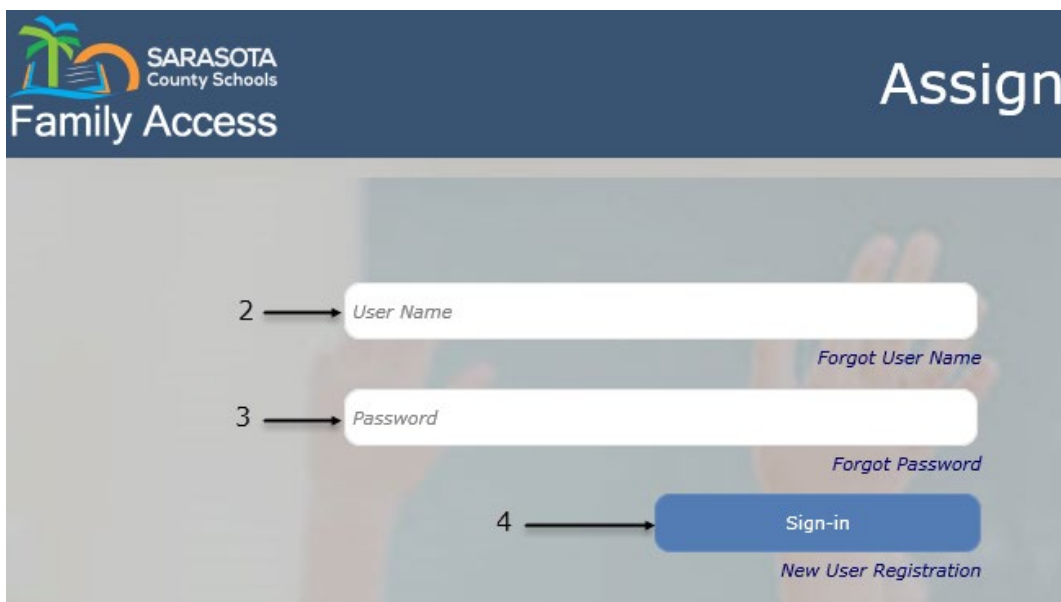 SARASOTA
County Schools
Family Access
Assign
2 User Name
Forgot User Name
3 Password
Forgot Password
4 Sign-in
New User Registration